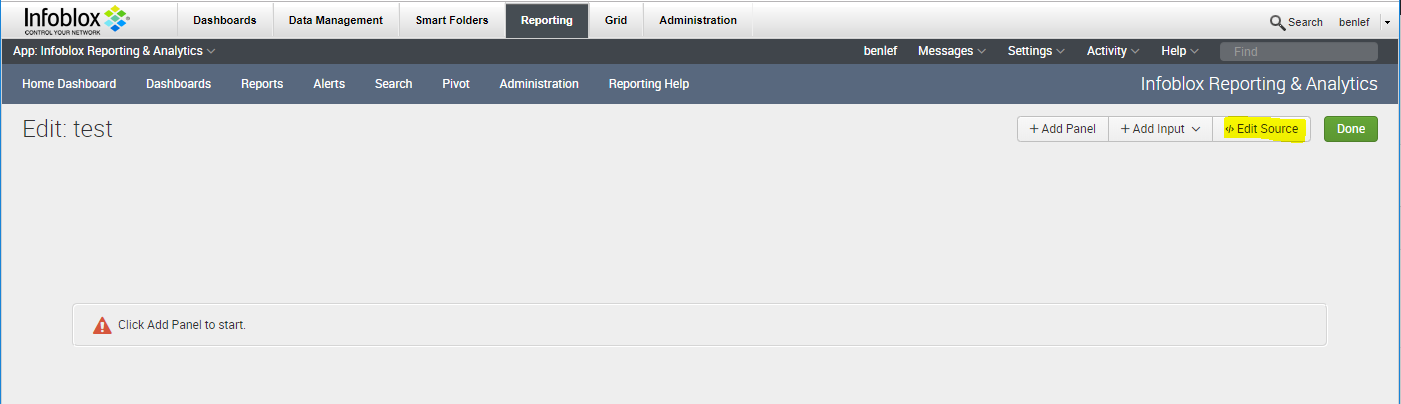 Infoblox
CONTROL YOUR NETWORK
Dashboards Data Management Smart Folders Reporting Grid Administration Search benlef
App: Infoblox Reporting & Analytics benlef Messages Settings Activity Help Find
Home Dashboard Dashboards Reports Alerts Search Pivot Administration Reporting Help Infoblox Reporting & Analytics
Edit: test + Add Panel + Add Input </> Edit Source Done
Click Add Panel to start.